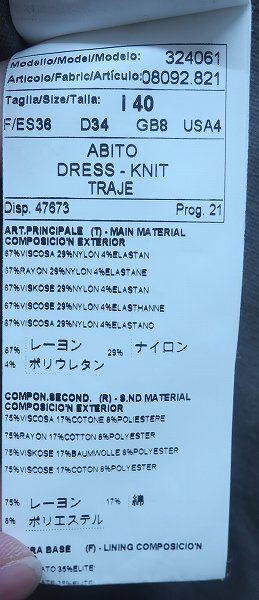 Modello/Model/Modelo: 324061
Articolo/Fabric/Artículo: 08092.821
Taglia/Size/Talla: I 40
F/ES36 D34 GB8 USA4
ABITO
DRESS - KNIT
TRAJE
Disp. 47673 Prog. 21
ART.PRINCIPALE (T) - MAIN MATERIAL
COMPOSICIO'N EXTERIOR
67%VISCOSA 29%NYLON 4%ELASTAN
67%RAYON 29%NYLON 4%ELASTANE
67%VISKOSE 29%NYLON 4%ELASTAN
67%VISCOSE 29%NYLON 4%ELASTHANNE
67%VISCOSA 29%NYLON 4%ELASTANO
67% レーヨン 29% ナイロン
4% ポリウレタン
COMPON.SECOND. (R) - S.ND MATERIAL
COMPOSICIO'N EXTERIOR
75%VISCOSA 17%COTONE 8%POLIESTERE
75%RAYON 17%COTTON 8%POLYESTER
75%VISKOSE 17%BAUMWOLLE 8%POLYESTER
75%VISCOSE 17%COTON 8%POLYESTER
75% レーヨン 17% 綿
8% ポリエステル
BASE (F) - LINING COMPOSICIO'N
35%ELITE'